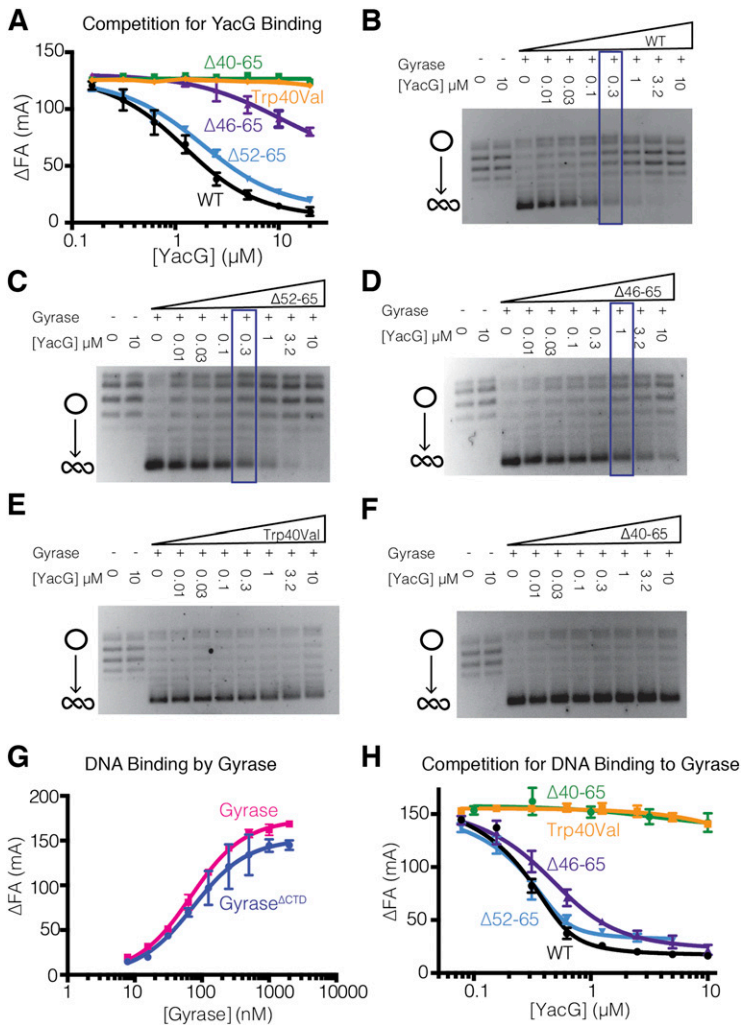 A
Competition for YacG Binding
ΔFA (mA)
150
100
50
0
0.1
1
10
[YacG] (μM)
Δ40-65
Trp40Val
Δ46-65
Δ52-65
WT
B
WT
Gyrase - - + + + + + + + +
[YacG] μM 0 10 0 0.01 0.03 0.1 0.3 1 3.2 10
C
Δ52-65
Gyrase - - + + + + + + + +
[YacG] μM 0 10 0 0.01 0.03 0.1 0.3 1 3.2 10
D
Δ46-65
Gyrase - - + + + + + + + +
[YacG] μM 0 10 0 0.01 0.03 0.1 0.3 1 3.2 10
E
Trp40Val
Gyrase - - + + + + + + + +
[YacG] μM 0 10 0 0.01 0.03 0.1 0.3 1 3.2 10
F
Δ40-65
Gyrase - - + + + + + + + +
[YacG] μM 0 10 0 0.01 0.03 0.1 0.3 1 3.2 10
G
DNA Binding by Gyrase
ΔFA (mA)
200
150
100
50
0
1
10
100
1000
10000
[Gyrase] (nM)
Gyrase
Gyrase^ΔCTD
H
Competition for DNA Binding to Gyrase
ΔFA (mA)
200
150
100
50
0
0.1
1
10
[YacG] (μM)
Δ40-65
Trp40Val
Δ46-65
Δ52-65
WT